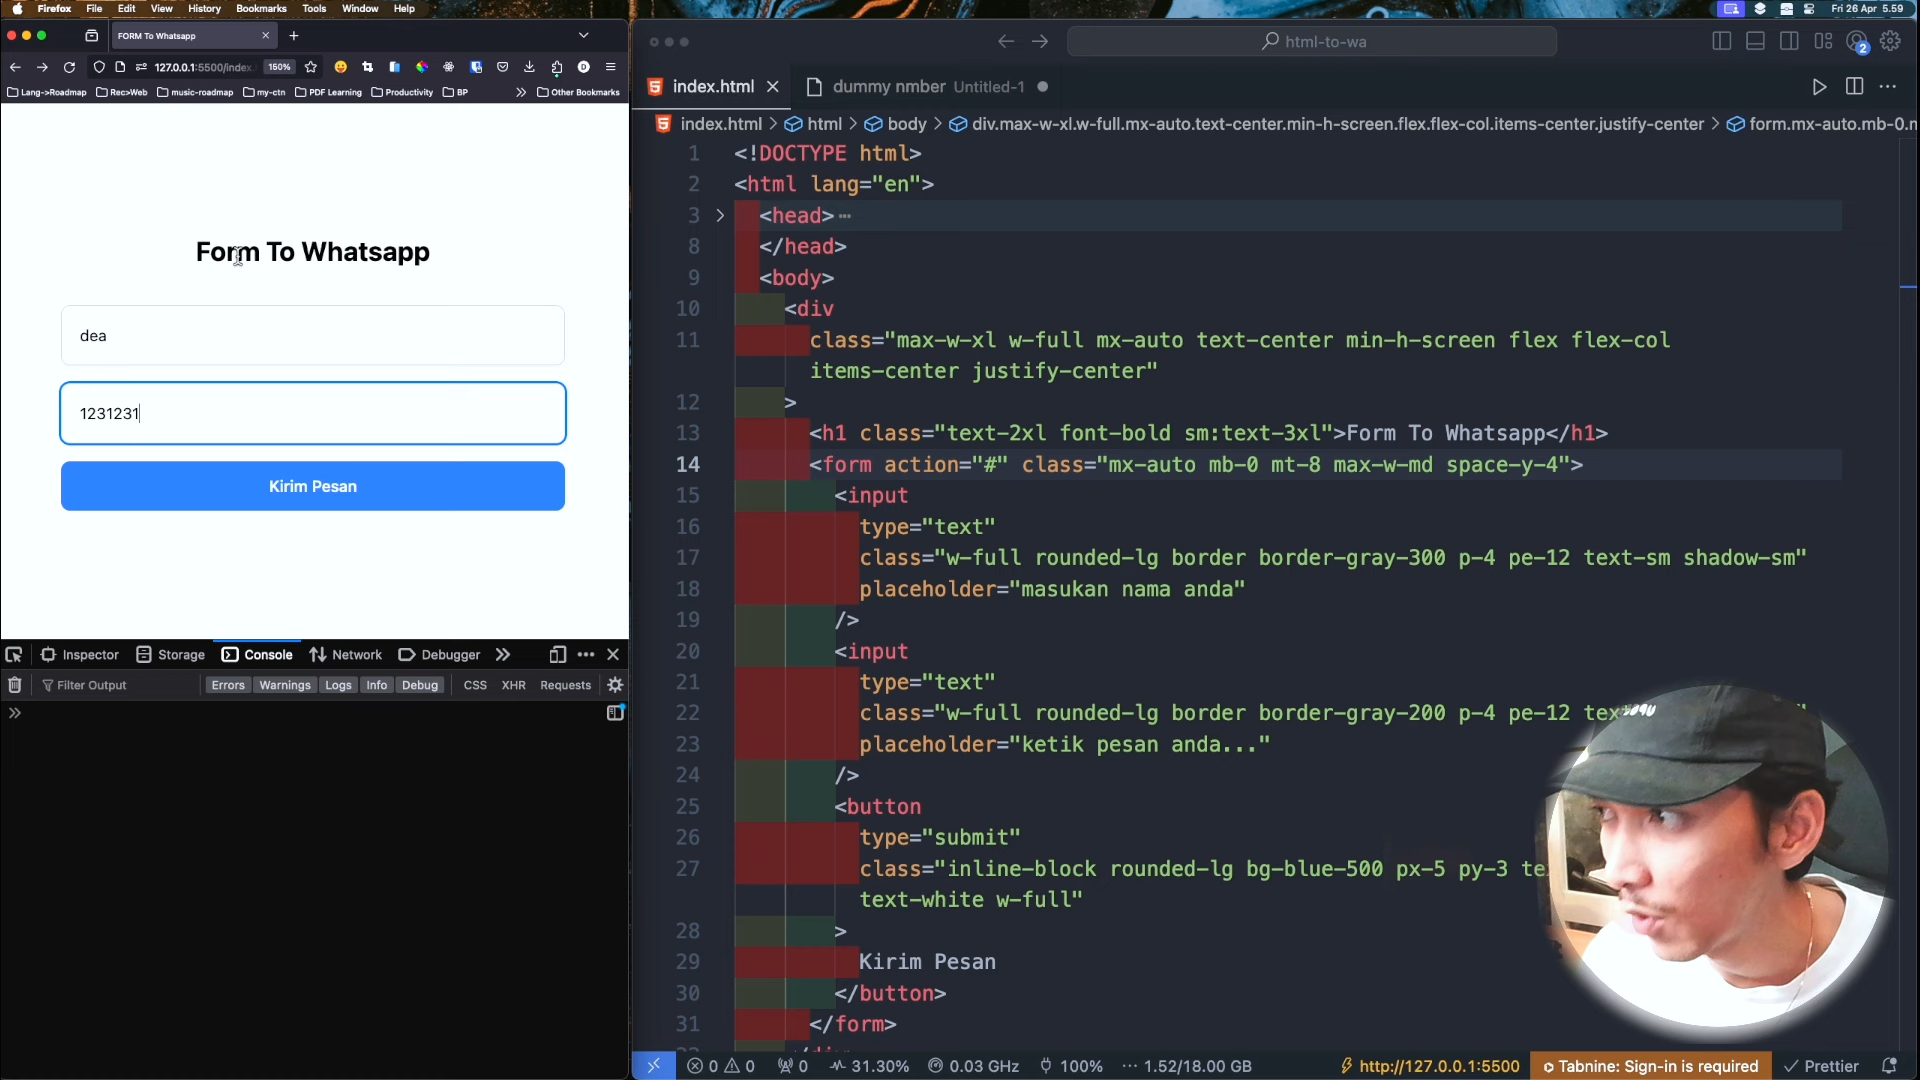 Firefox File Edit View History Bookmarks Tools Window Help
Fri 26 Apr 5.59
FORM To Whatsapp
127.0.0.1:5500/index.
150%
Lang->Roadmap Rec>Web music-roadmap my-ctn PDF Learning Productivity BP Other Bookmarks
Form To Whatsapp
dea
1231231
Kirim Pesan
Inspector Storage Console Network Debugger
Filter Output Errors Warnings Logs Info Debug CSS XHR Requests
html-to-wa
2
index.html dummy nmber Untitled-1
index.html > html > body > div.max-w-xl.w-full.mx-auto.text-center.min-h-screen.flex.flex-col.items-center.justify-center > form.mx-auto.mb-0.m
1 <!DOCTYPE html>
2 <html lang="en">
3 <head> ⋯
8 </head>
9 <body>
10 <div
11 class="max-w-xl w-full mx-auto text-center min-h-screen flex flex-col
items-center justify-center"
12 >
13 <h1 class="text-2xl font-bold sm:text-3xl">Form To Whatsapp</h1>
14 <form action="#" class="mx-auto mb-0 mt-8 max-w-md space-y-4">
15 <input
16 type="text"
17 class="w-full rounded-lg border border-gray-300 p-4 pe-12 text-sm shadow-sm"
18 placeholder="masukan nama anda"
19 />
20 <input
21 type="text"
22 class="w-full rounded-lg border border-gray-200 p-4 pe-12 tex
23 placeholder="ketik pesan anda..."
24 />
25 <button
26 type="submit"
27 class="inline-block rounded-lg bg-blue-500 px-5 py-3 te
text-white w-full"
28 >
29 Kirim Pesan
30 </button>
31 </form>
0 0 0 31.30% 0.03 GHz 100% 1.52/18.00 GB http://127.0.0.1:5500 Tabnine: Sign-in is required Prettier